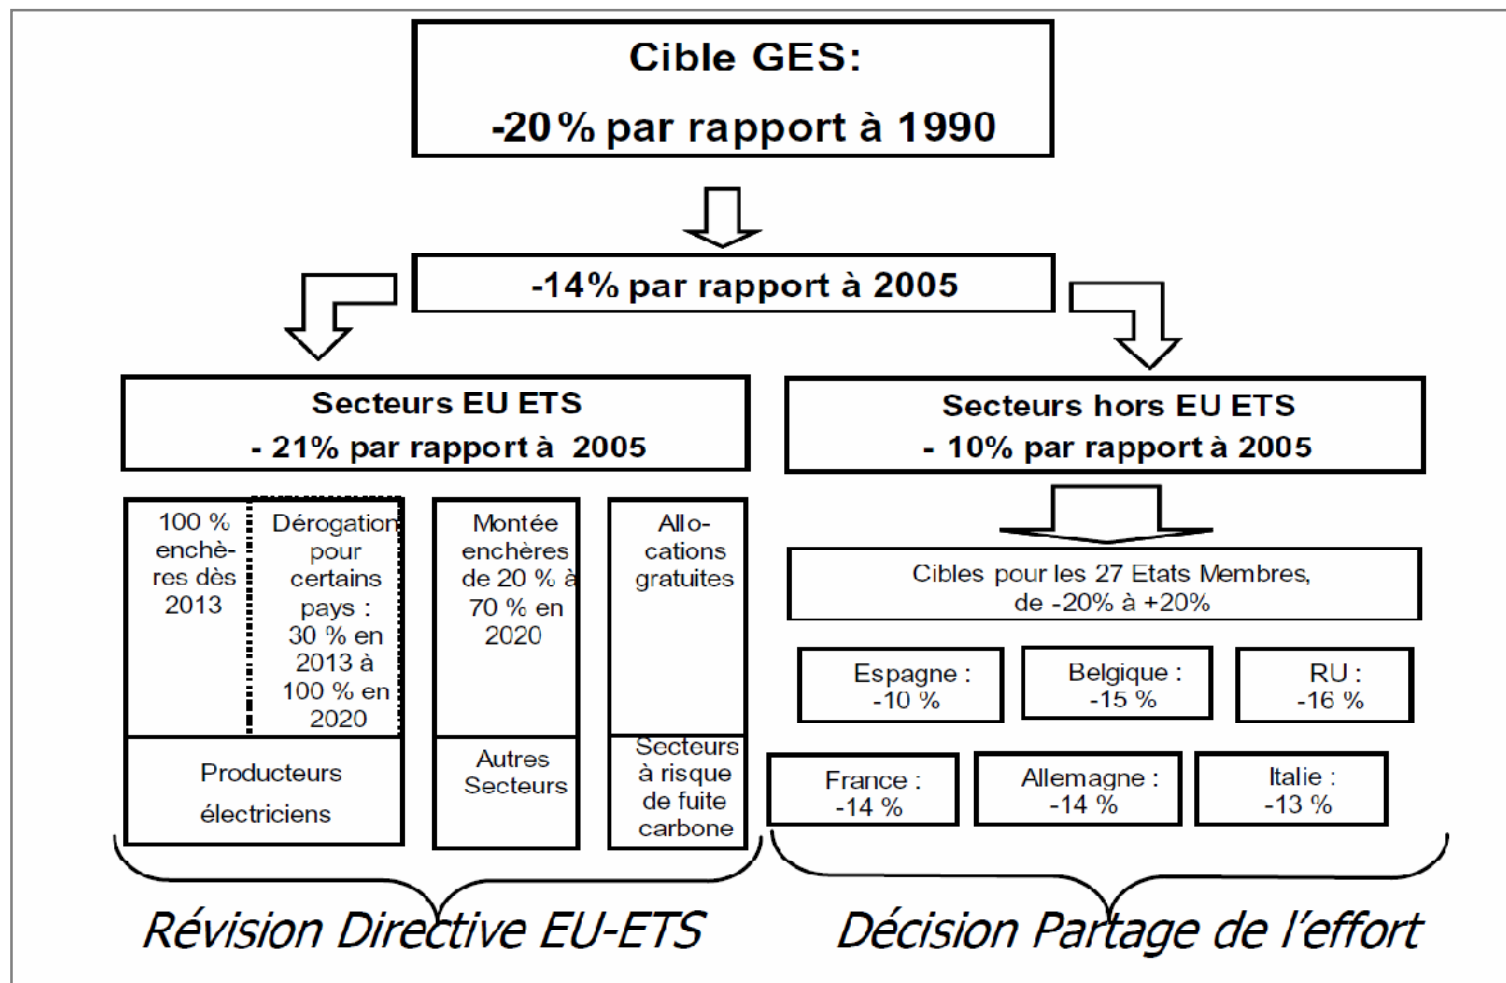 Cible GES:
-20% par rapport à 1990
-14% par rapport à 2005
Secteurs EU ETS
- 21% par rapport à 2005
Secteurs hors EU ETS
- 10% par rapport à 2005
100 %
enchè-
res dès
2013
Dérogation
pour
certains
pays :
30 % en
2013 à
100 % en
2020
Producteurs
électriciens
Montée
enchères
de 20 % à
70 % en
2020
Autres
Secteurs
Allo-
cations
gratuites
Secteurs
à risque
de fuite
carbone
Cibles pour les 27 Etats Membres,
de -20% à +20%
Espagne :
-10 %
Belgique :
-15 %
RU :
-16 %
France :
-14 %
Allemagne :
-14 %
Italie :
-13 %
Révision Directive EU-ETS
Décision Partage de l'effort